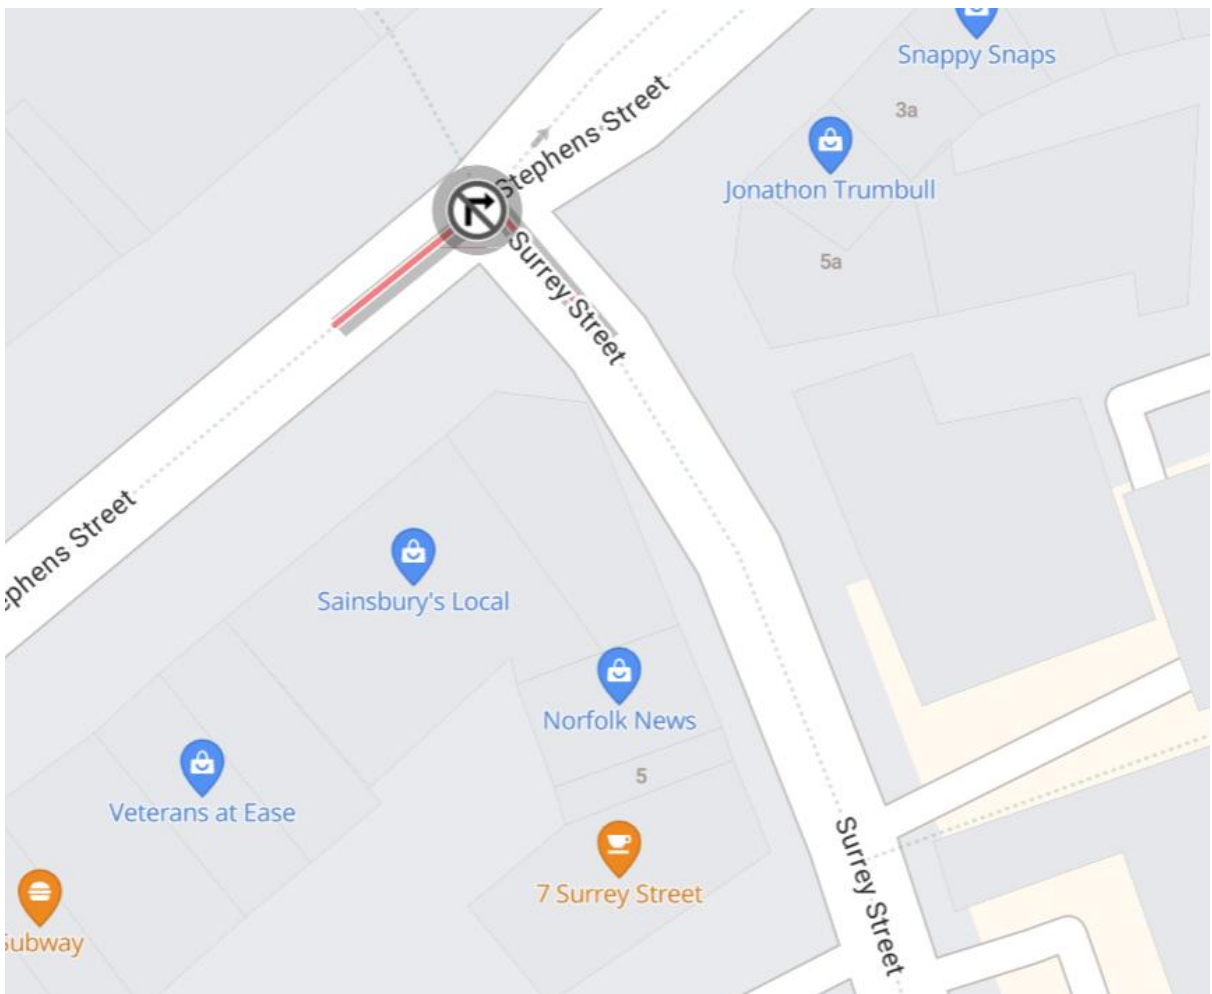 Snappy Snaps
3a
Stephens Street
Jonathon Trumbull
5a
Surrey Street
ephens Street
Sainsbury's Local
Norfolk News
5
Veterans at Ease
Surrey Street
7 Surrey Street
Subway